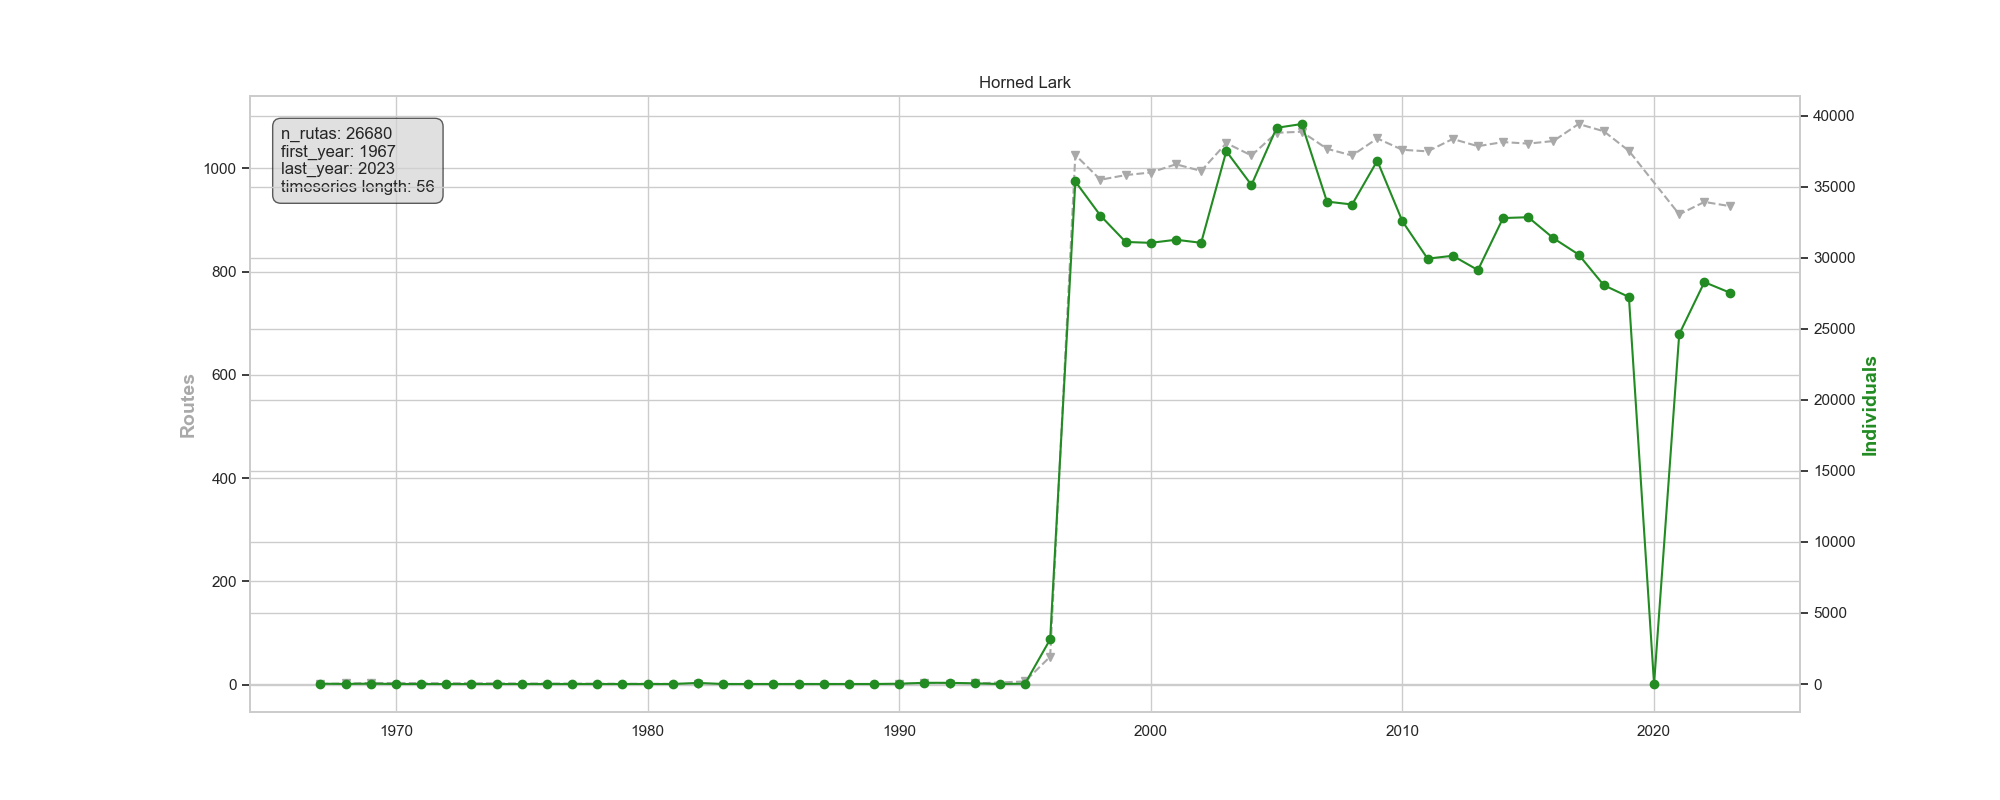 Horned Lark
n_rutas: 26680
first_year: 1967
last_year: 2023
timeseries length: 56
Routes
1000
800
600
400
200
0
40000
35000
30000
25000
20000
15000
10000
5000
0
Individuals
1970 1980 1990 2000 2010 2020